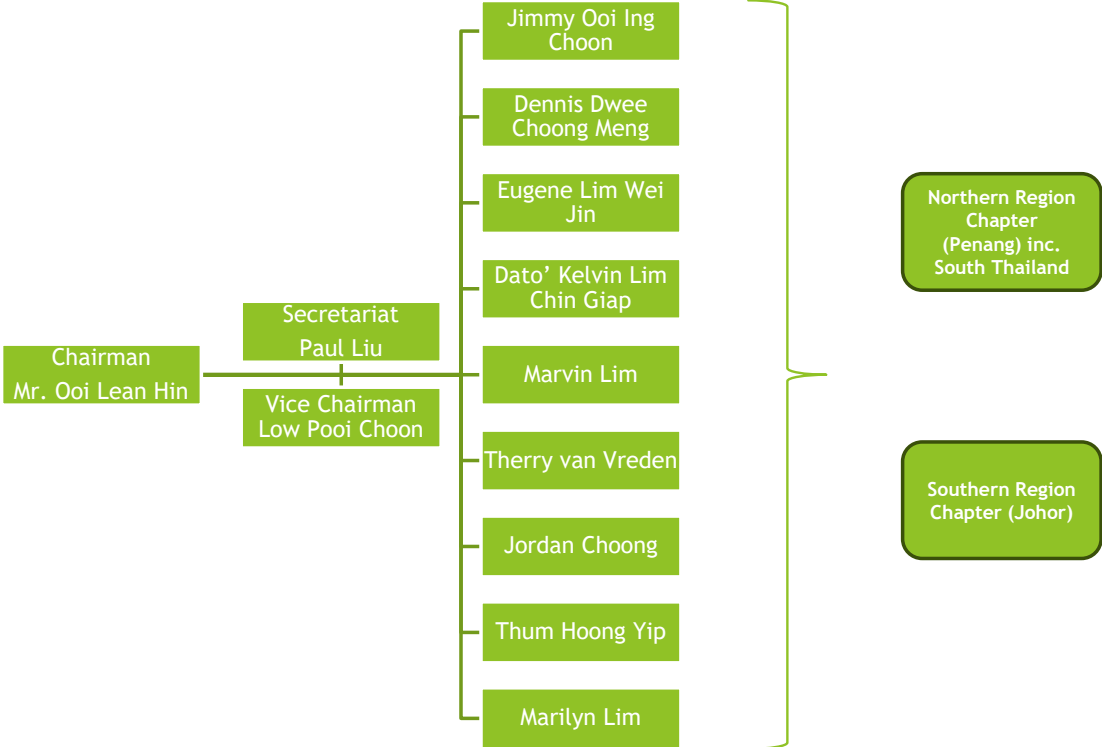 Chairman
Mr. Ooi Lean Hin
Secretariat
Paul Liu
Vice Chairman
Low Pooi Choon
Jimmy Ooi Ing
Choon
Dennis Dwee
Choong Meng
Eugene Lim Wei
Jin
Dato’ Kelvin Lim
Chin Giap
Marvin Lim
Therry van Vreden
Jordan Choong
Thum Hoong Yip
Marilyn Lim
Northern Region
Chapter
(Penang) inc.
South Thailand
Southern Region
Chapter (Johor)